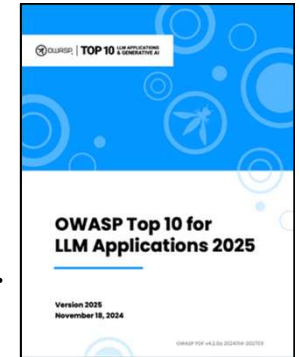 OWASP TOP 10 LLM APPLICATIONS
& GENERATIVE AI
OWASP Top 10 for
LLM Applications 2025
Version 2025
November 18, 2024